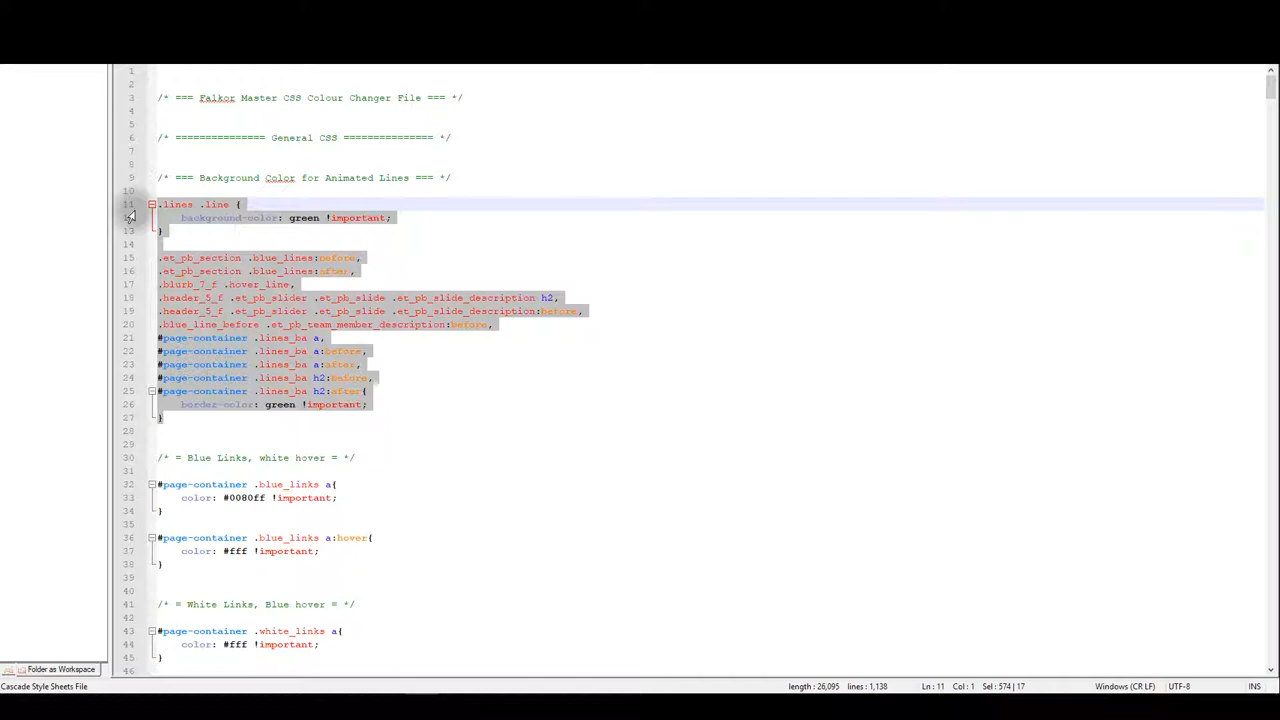 1
2
3 /* === Falkor Master CSS Colour Changer File === */
4
5
6 /* =============== General CSS =============== */
7
8
9 /* === Background Color for Animated Lines === */
10
11 .lines .line {
background-color: green !important;
13 }
14
15 .et_pb_section .blue_lines:before,
16 .et_pb_section .blue_lines:after,
17 .blurb_7_f .hover_line,
18 .header_5_f .et_pb_slider .et_pb_slide .et_pb_slide_description h2,
19 .header_5_f .et_pb_slider .et_pb_slide .et_pb_slide_description:before,
20 .blue_line_before .et_pb_team_member_description:before,
21 #page-container .lines_ba a,
22 #page-container .lines_ba a:before,
23 #page-container .lines_ba a:after,
24 #page-container .lines_ba h2:before,
25 #page-container .lines_ba h2:after{
26 border-color: green !important;
27 }
28
29
30 /* = Blue Links, white hover = */
31
32 #page-container .blue_links a{
33 color: #0080ff !important;
34 }
35
36 #page-container .blue_links a:hover{
37 color: #fff !important;
38 }
39
40
41 /* = White Links, Blue hover = */
42
43 #page-container .white_links a{
44 color: #fff !important;
45 }
46
Folder as Workspace
Cascade Style Sheets File length : 26,095 lines : 1,138 Ln : 11 Col : 1 Sel : 574 | 17 Windows (CR LF) UTF-8 INS